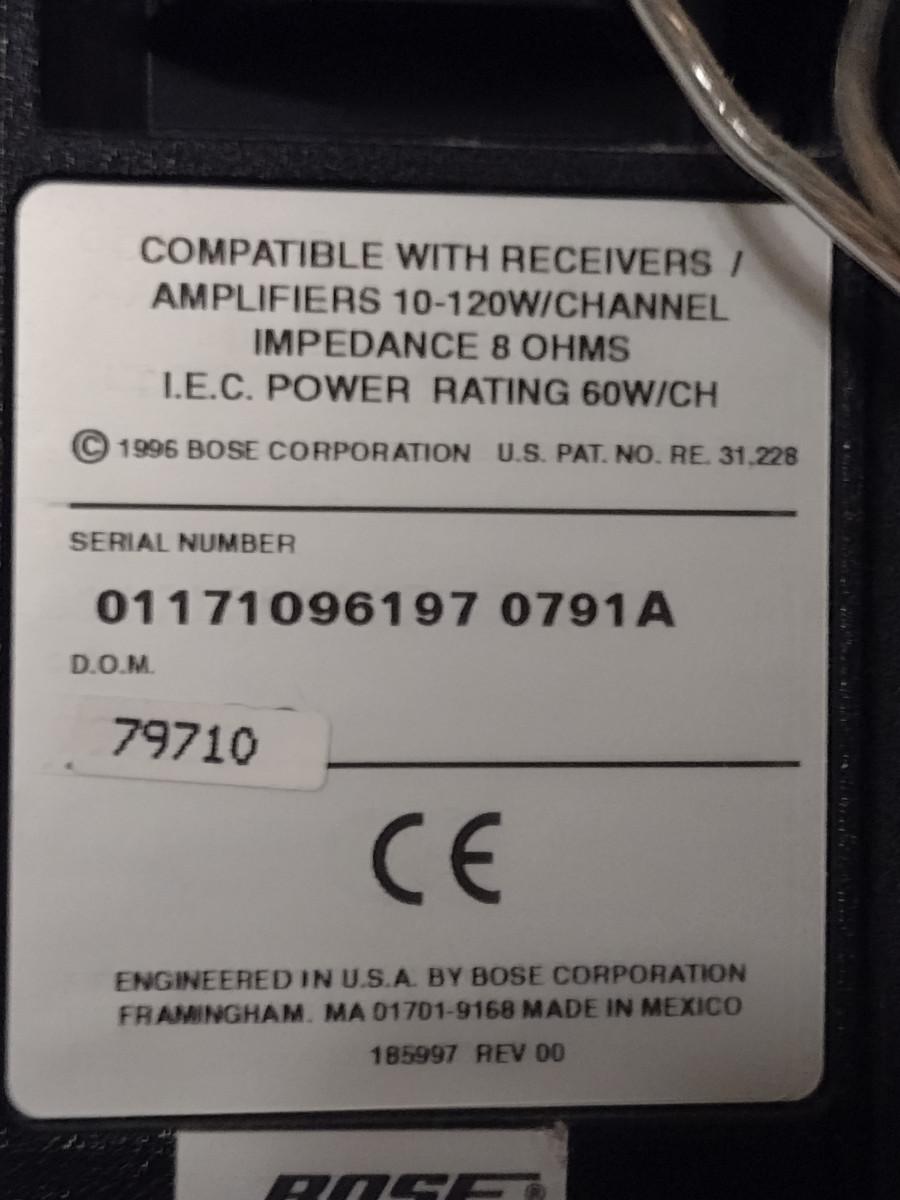 COMPATIBLE WITH RECEIVERS /
AMPLIFIERS 10-120W/CHANNEL
IMPEDANCE 8 OHMS
I.E.C. POWER RATING 60W/CH
© 1996 BOSE CORPORATION U.S. PAT. NO. RE. 31,228
SERIAL NUMBER
01171096197 0791A
D.O.M.
79710
CE
ENGINEERED IN U.S.A. BY BOSE CORPORATION
FRAMINGHAM. MA 01701-9168 MADE IN MEXICO
185997 REV 00
BOSE®